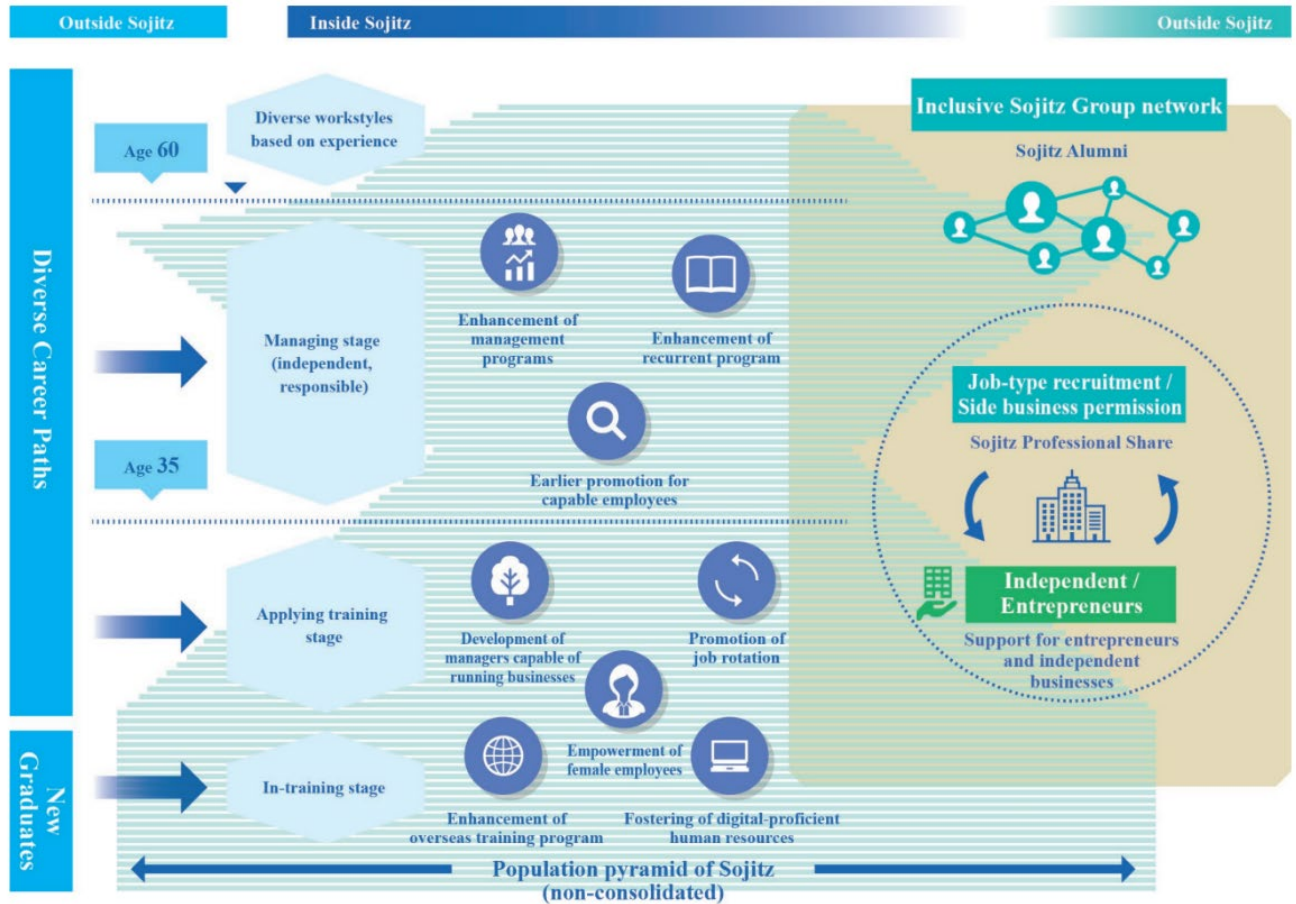 Outside Sojitz
Inside Sojitz
Outside Sojitz
Diverse Career Paths
New
Graduates
Age 60
Diverse workstyles
based on experience
Age 35
Managing stage
(independent,
responsible)
Enhancement of
management
programs
Enhancement of
recurrent program
Earlier promotion for
capable employees
Applying training
stage
Development of
managers capable of
running businesses
Promotion of
job rotation
Empowerment of
female employees
In-training stage
Enhancement of
overseas training program
Fostering of digital-proficient
human resources
Population pyramid of Sojitz
(non-consolidated)
Inclusive Sojitz Group network
Sojitz Alumni
Job-type recruitment /
Side business permission
Sojitz Professional Share
Independent /
Entrepreneurs
Support for entrepreneurs
and independent
businesses